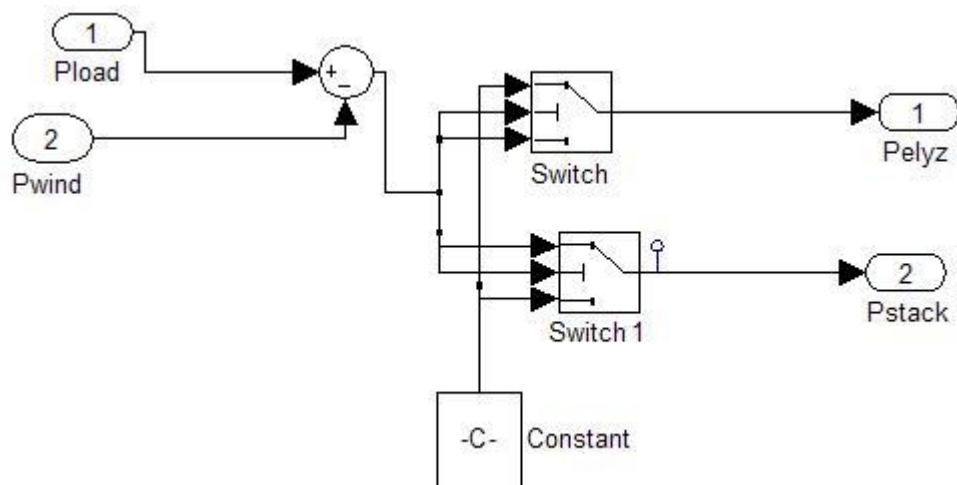 1
Pload
+
−
2
Pwind
Switch
1
Pelyz
Switch 1
2
Pstack
-C-
Constant